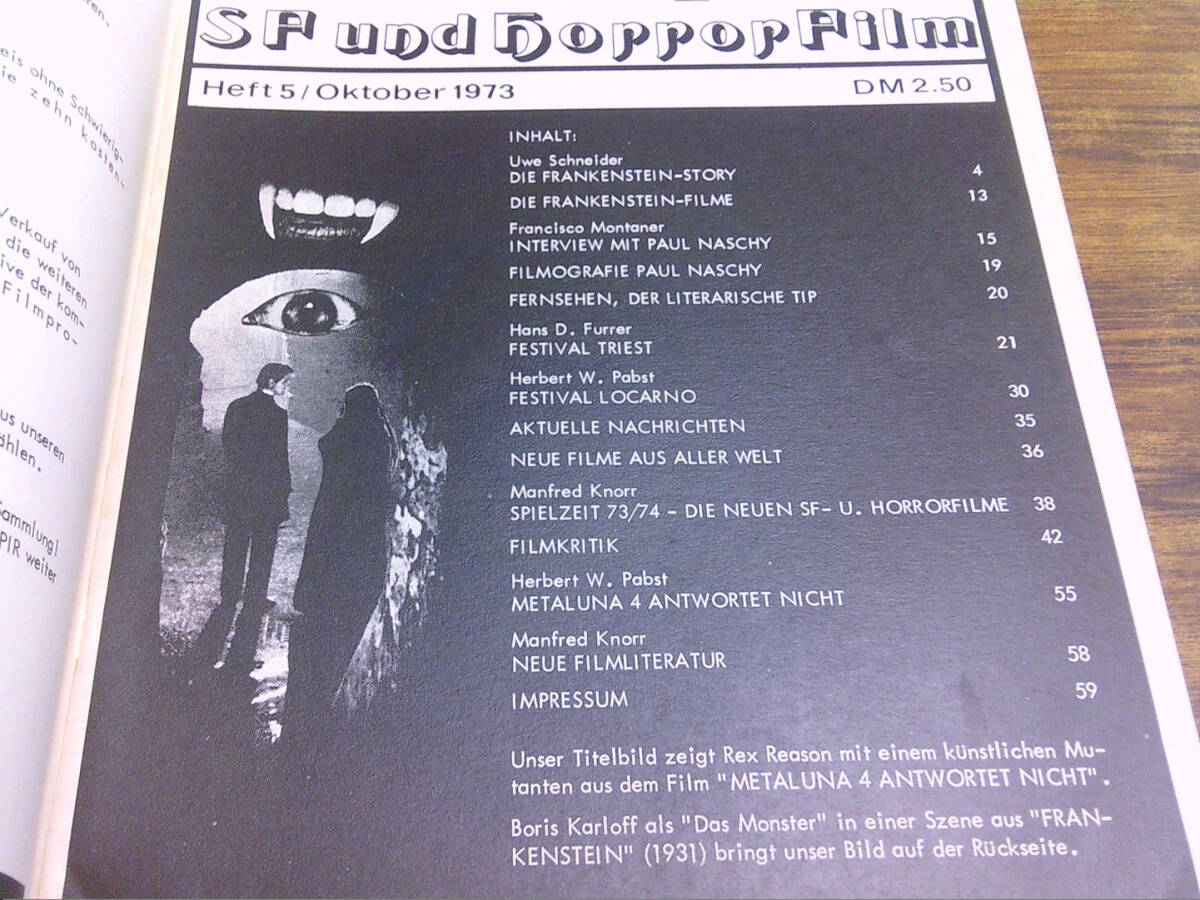 ren.
eis ohne Schwierig-
ie zehn kosten-
Verkauf von
die weiteren
ive der kom-
Filmpro-
us unseren
ählen.
ammlung!
PIR weiter
SF und Horror Film
Heft 5/Oktober 1973
DM 2.50
INHALT:
Uwe Schneider
DIE FRANKENSTEIN-STORY 4
DIE FRANKENSTEIN-FILME 13
Francisco Montaner
INTERVIEW MIT PAUL NASCHY 15
FILMOGRAFIE PAUL NASCHY 19
FERNSEHEN, DER LITERARISCHE TIP 20
Hans D. Furrer
FESTIVAL TRIEST 21
Herbert W. Pabst
FESTIVAL LOCARNO 30
AKTUELLE NACHRICHTEN 35
NEUE FILME AUS ALLER WELT 36
Manfred Knorr
SPIELZEIT 73/74 - DIE NEUEN SF- U. HORRORFILME 38
FILMKRITIK 42
Herbert W. Pabst
METALUNA 4 ANTWORTET NICHT 55
Manfred Knorr
NEUE FILMLITERATUR 58
IMPRESSUM 59
Unser Titelbild zeigt Rex Reason mit einem künstlichen Mu-
tanten aus dem Film "METALUNA 4 ANTWORTET NICHT".
Boris Karloff als "Das Monster" in einer Szene aus "FRAN-
KENSTEIN" (1931) bringt unser Bild auf der Rückseite.